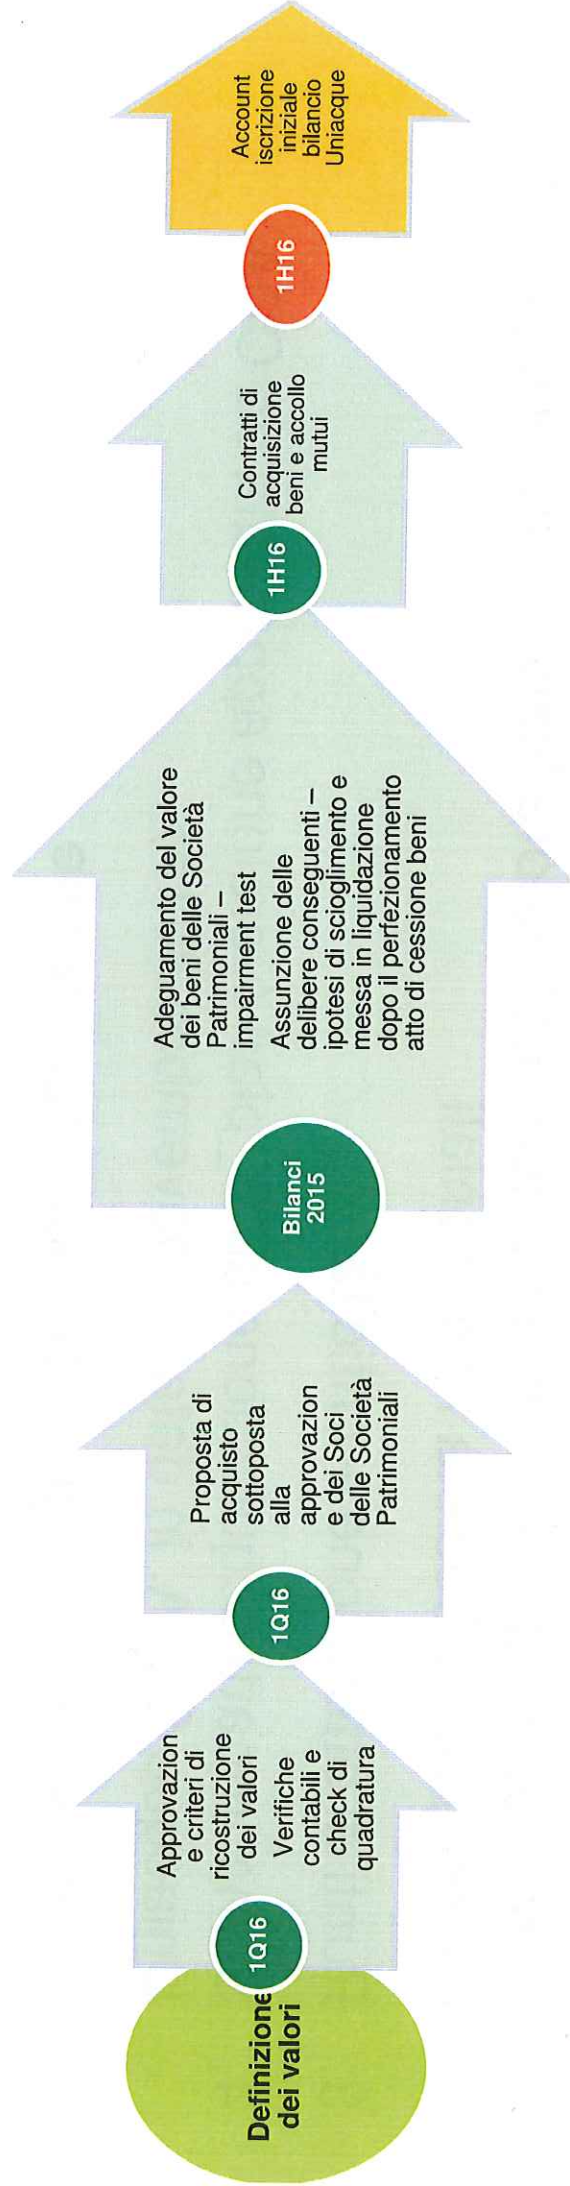 Definizione
dei valori
1Q16
Approvazion
e criteri di
ricostruzione
dei valori
Verifiche
contabili e
check di
quadratura
1Q16
Proposta di
acquisto
sottoposta
alla
approvazion
e dei Soci
delle Società
Patrimoniali
Bilanci
2015
Adeguamento del valore
dei beni delle Società
Patrimoniali –
impairment test
Assunzione delle
delibere conseguenti –
ipotesi di scioglimento e
messa in liquidazione
dopo il perfezionamento
atto di cessione beni
1H16
Contratti di
acquisizione
beni e accollo
mutui
1H16
Account
iscrizione
iniziale
bilancio
Uniacque